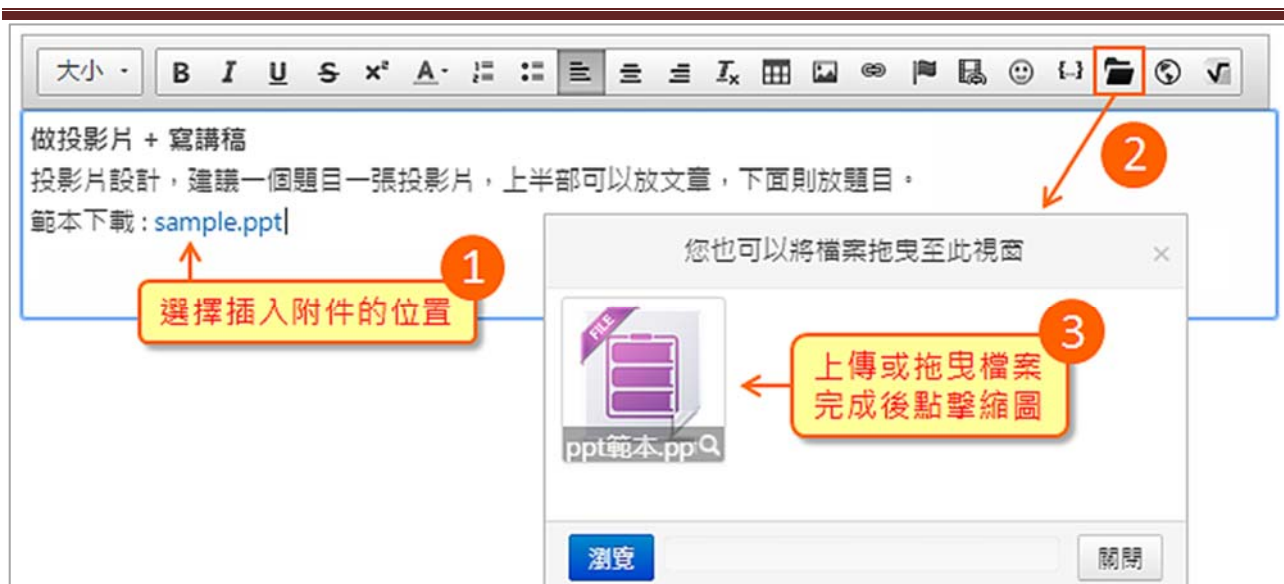 大小
B I U S x² A
做投影片 + 寫講稿
投影片設計，建議一個題目一張投影片，上半部可以放文章，下面則放題目。
範本下載 : sample.ppt
1
選擇插入附件的位置
2
您也可以將檔案拖曳至此視窗 ×
FILE
ppt範本.pp
3
上傳或拖曳檔案
完成後點擊縮圖
瀏覽
關閉